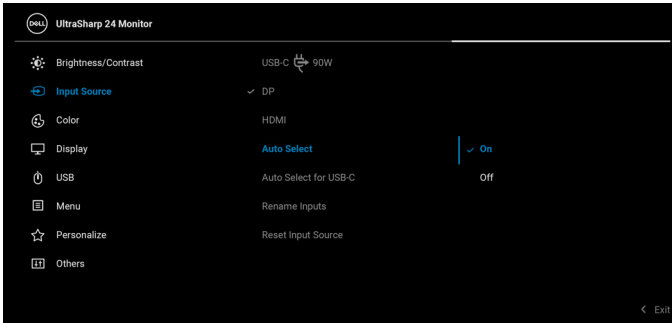 DELL UltraSharp 24 Monitor
Brightness/Contrast USB-C 90W
Input Source DP
Color HDMI
Display Auto Select On
USB Auto Select for USB-C Off
Menu Rename Inputs
Personalize Reset Input Source
Others
Exit